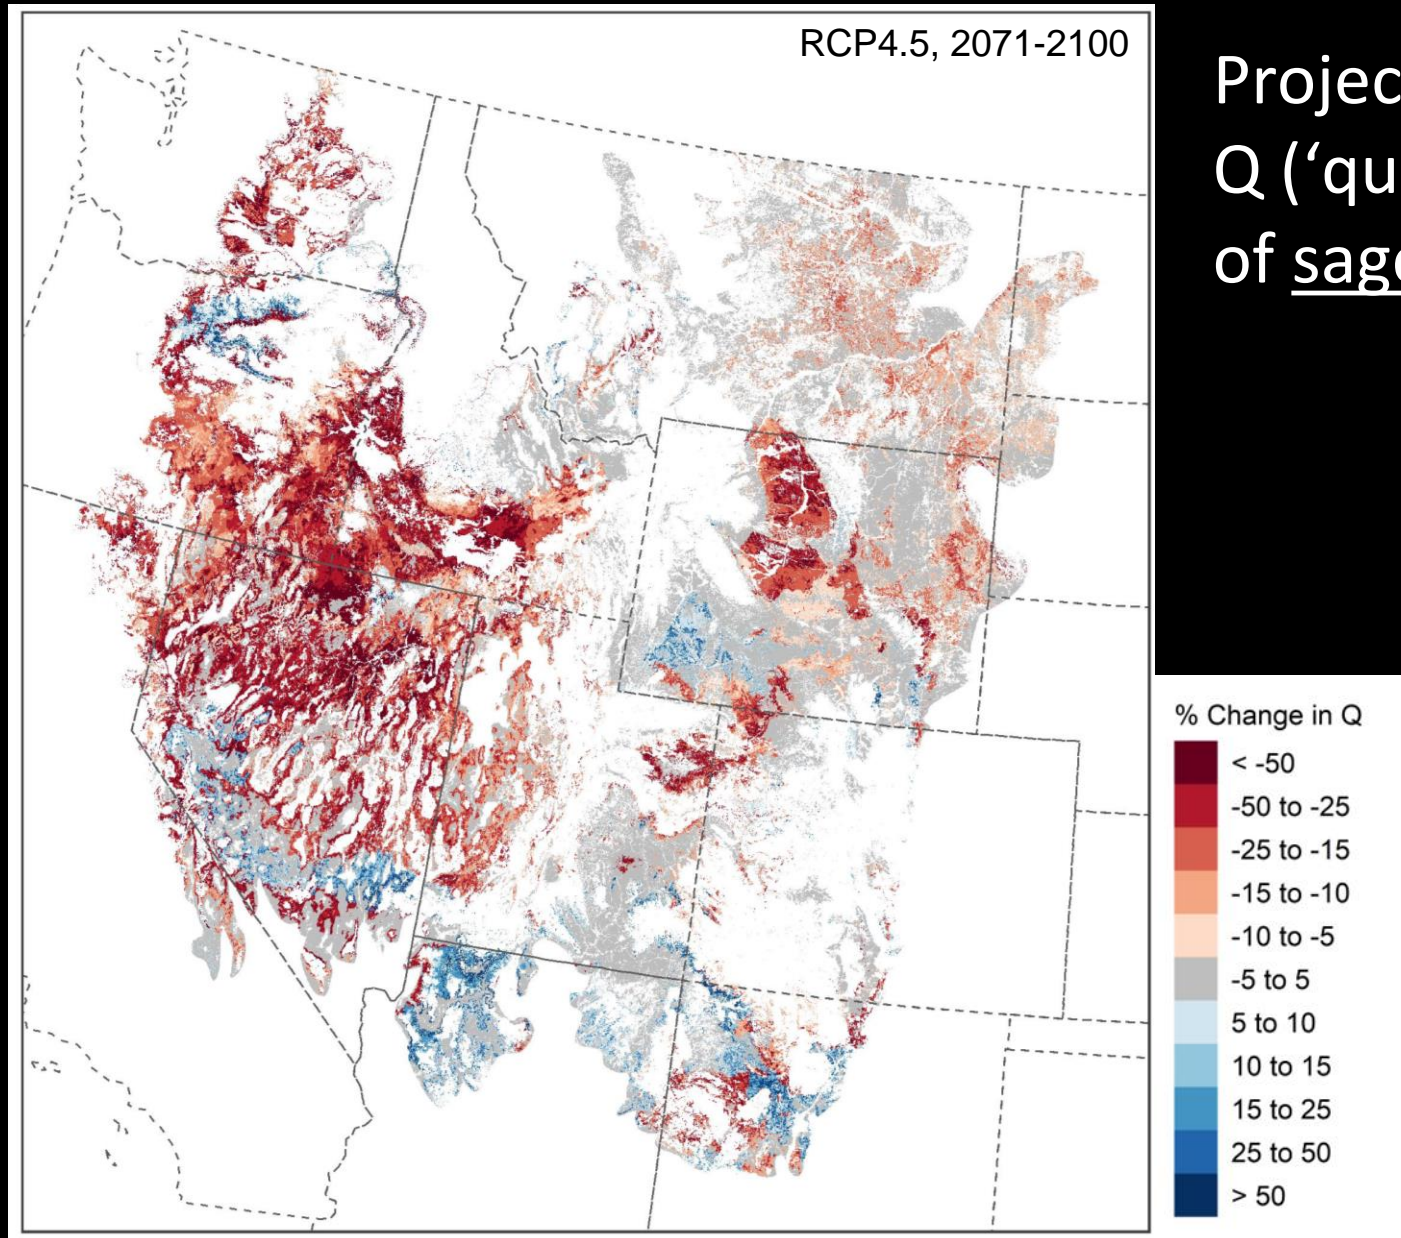 RCP4.5, 2071-2100
Projec
Q (‘qu
of sag
% Change in Q
< -50
-50 to -25
-25 to -15
-15 to -10
-10 to -5
-5 to 5
5 to 10
10 to 15
15 to 25
25 to 50
> 50